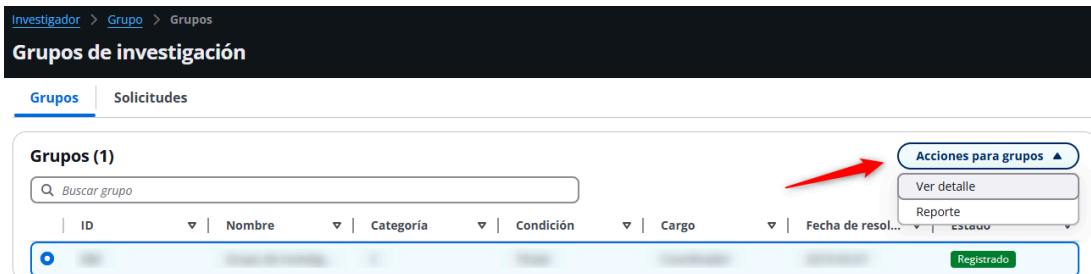 Investigador > Grupo > Grupos
Grupos de investigación
Grupos Solicitudes
Grupos (1) Acciones para grupos
Buscar grupo Ver detalle
Reporte
ID Nombre Categoría Condición Cargo Fecha de resol... Estado
Registrado